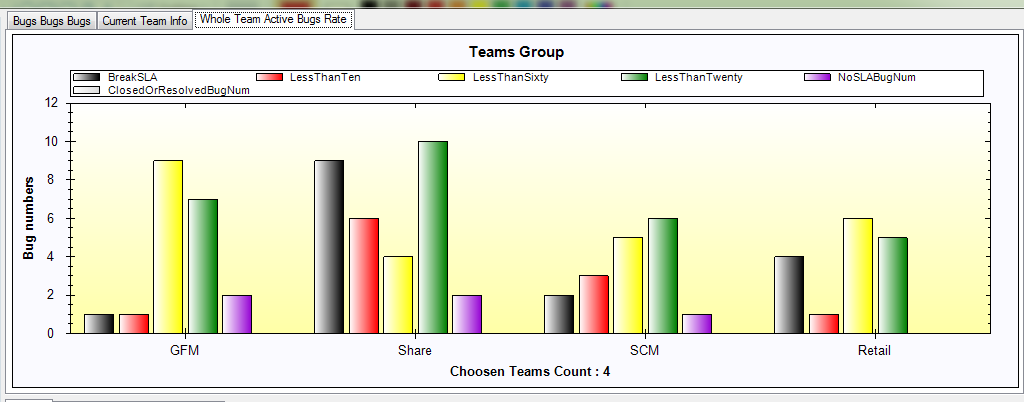 Bugs Bugs Bugs Current Team Info Whole Team Active Bugs Rate
Teams Group
BreakSLA LessThanTen LessThanSixty LessThanTwenty NoSLABugNum
ClosedOrResolvedBugNum
12
10
8
6
4
2
0
Bug numbers
GFM Share SCM Retail
Choosen Teams Count : 4